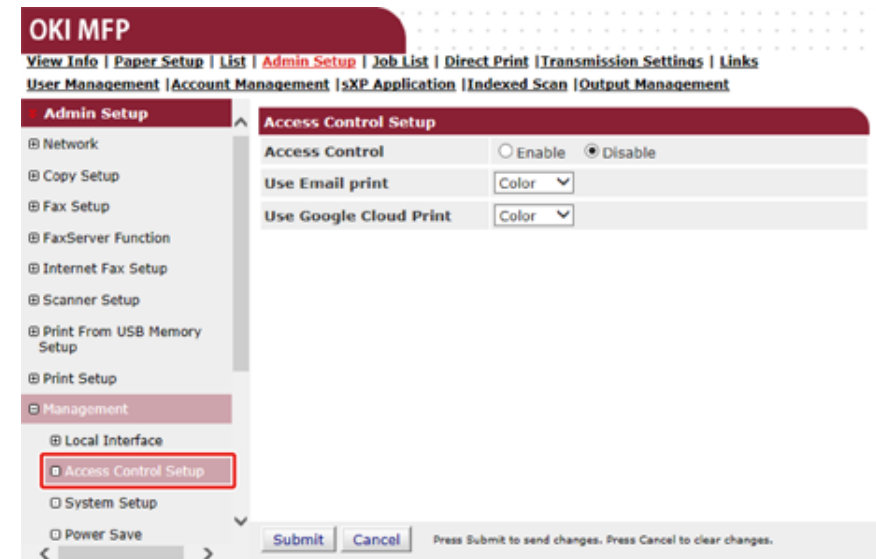 OKI MFP
View Info | Paper Setup | List | Admin Setup | Job List | Direct Print |Transmission Settings | Links
User Management |Account Management |sXP Application |Indexed Scan |Output Management
Admin Setup
Network
Copy Setup
Fax Setup
FaxServer Function
Internet Fax Setup
Scanner Setup
Print From USB Memory
Setup
Print Setup
Management
Local Interface
Access Control Setup
System Setup
Power Save
Access Control Setup
Access Control Enable Disable
Use Email print Color
Use Google Cloud Print Color
Submit Cancel Press Submit to send changes. Press Cancel to clear changes.